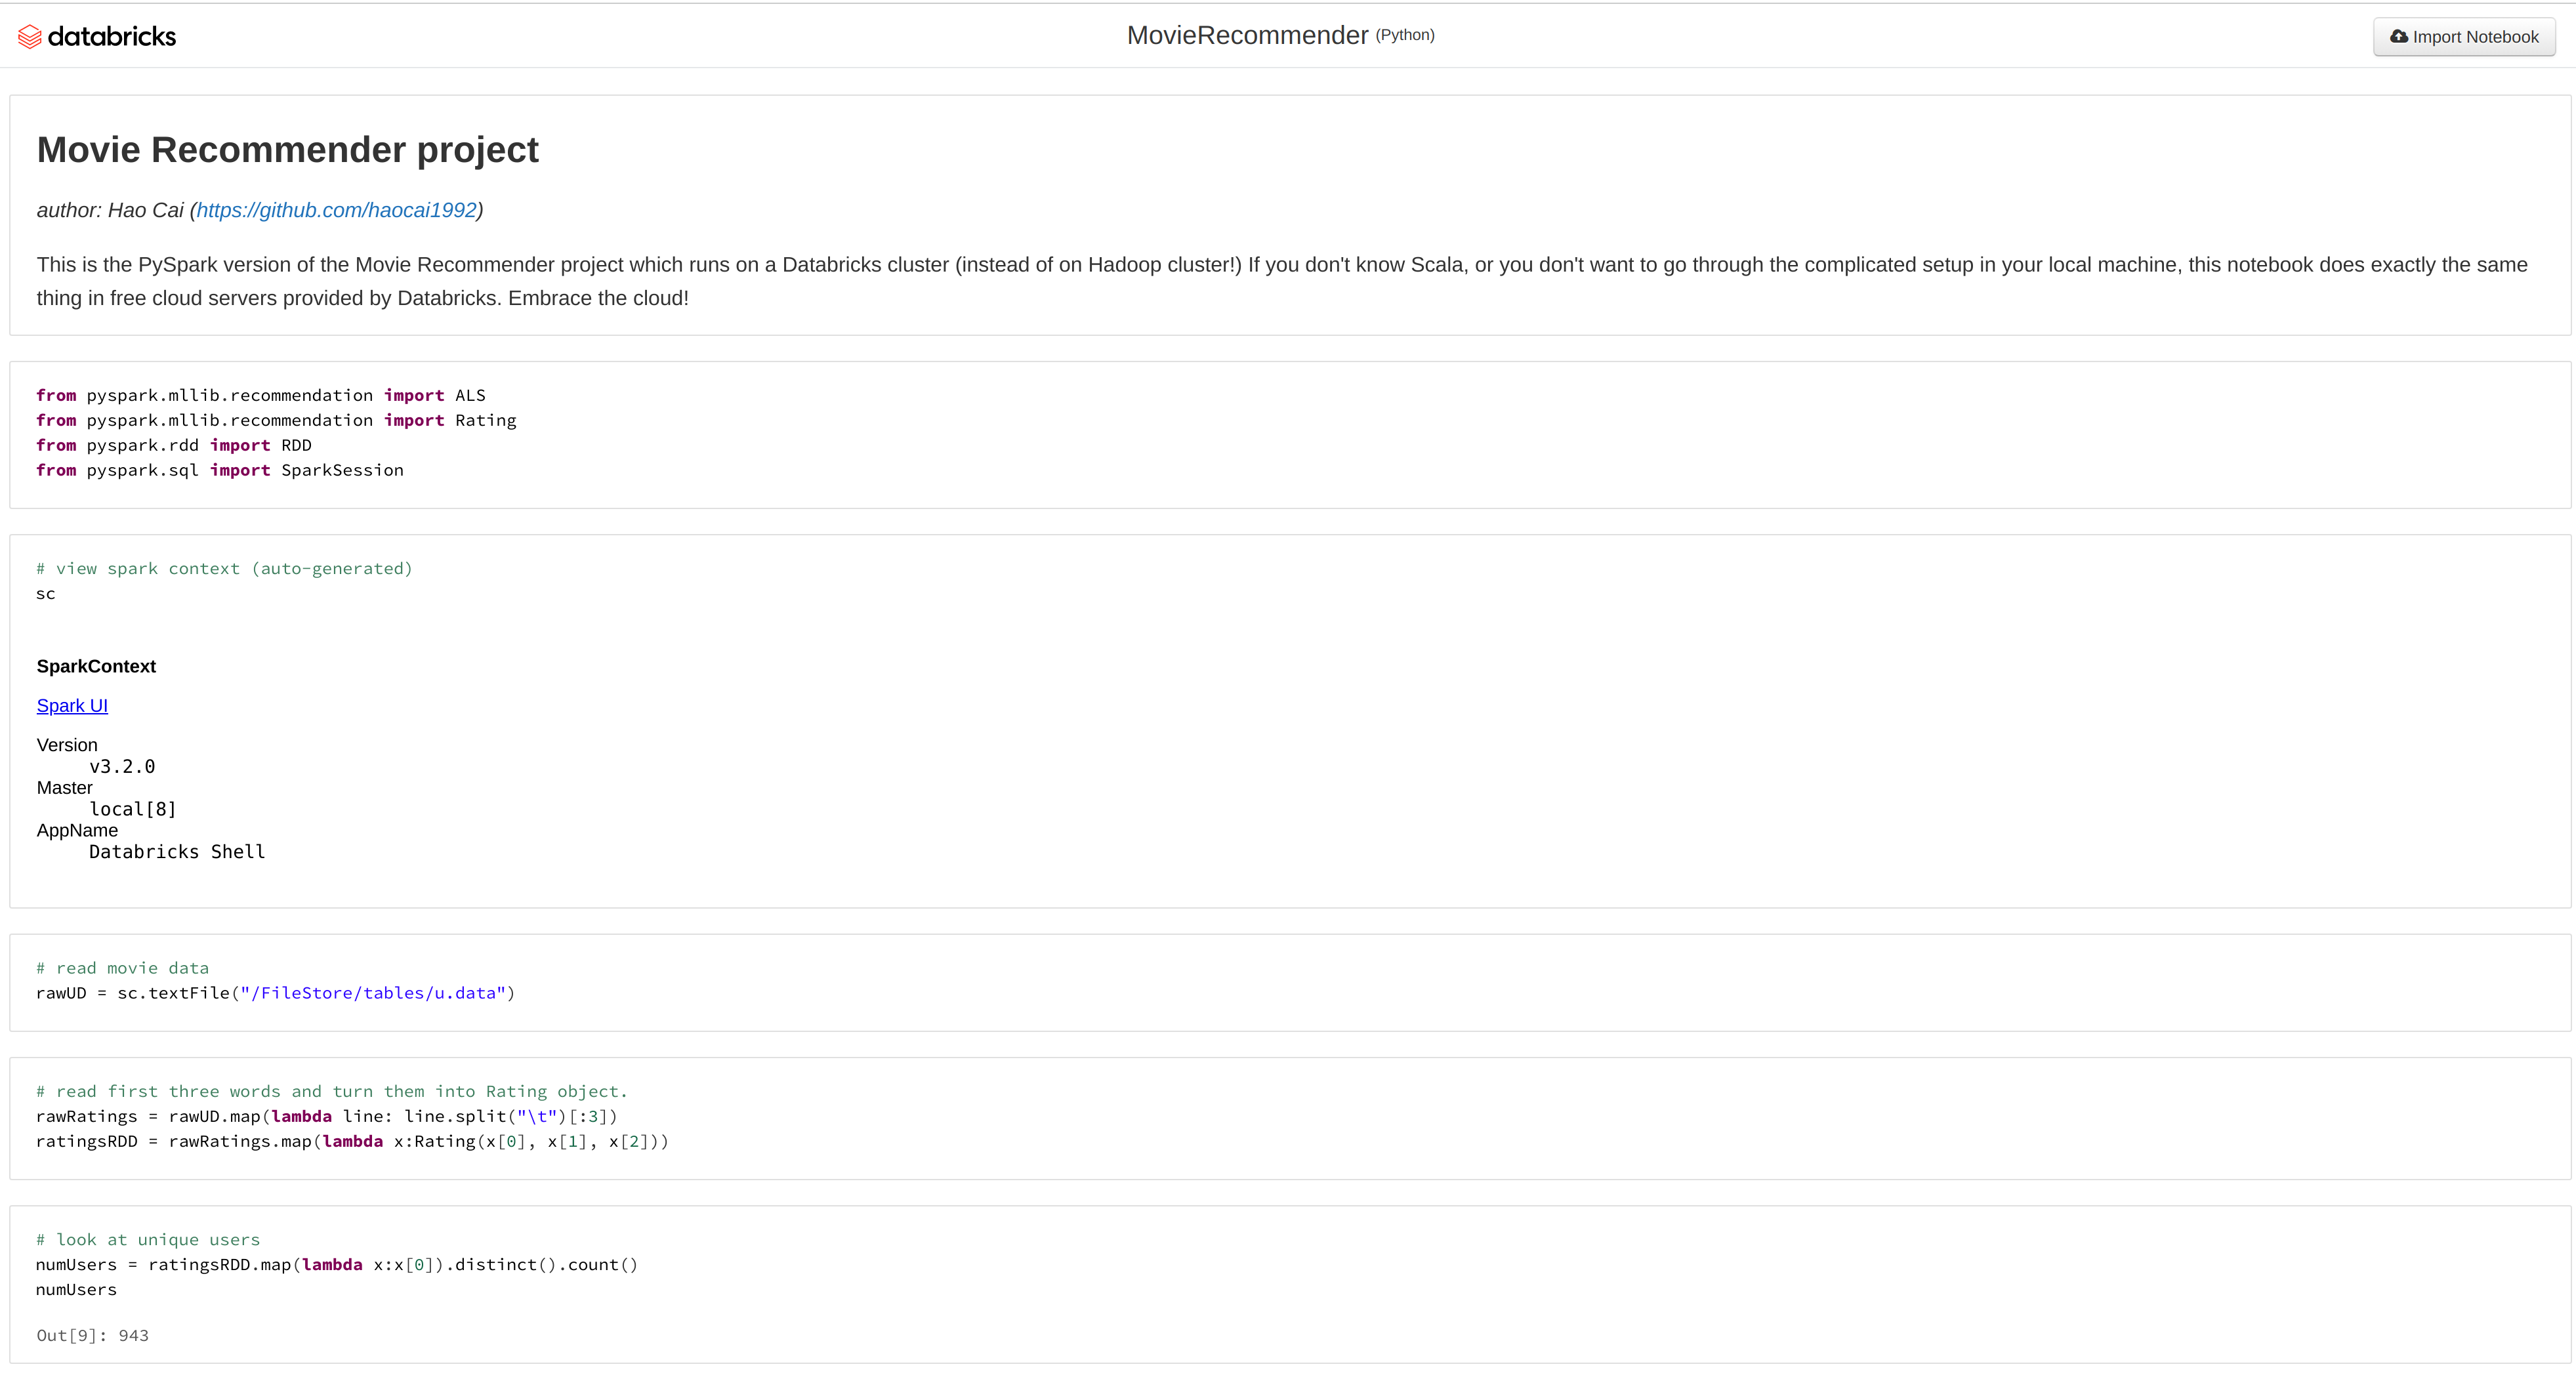 databricks
MovieRecommender (Python)
Import Notebook
Movie Recommender project
author: Hao Cai (https://github.com/haocai1992)
This is the PySpark version of the Movie Recommender project which runs on a Databricks cluster (instead of on Hadoop cluster!) If you don't know Scala, or you don't want to go through the complicated setup in your local machine, this notebook does exactly the same
thing in free cloud servers provided by Databricks. Embrace the cloud!
from pyspark.mllib.recommendation import ALS
from pyspark.mllib.recommendation import Rating
from pyspark.rdd import RDD
from pyspark.sql import SparkSession
# view spark context (auto-generated)
sc
SparkContext
Spark UI
Version
v3.2.0
Master
local[8]
AppName
Databricks Shell
# read movie data
rawUD = sc.textFile("/FileStore/tables/u.data")
# read first three words and turn them into Rating object.
rawRatings = rawUD.map(lambda line: line.split("\t")[:3])
ratingsRDD = rawRatings.map(lambda x:Rating(x[0], x[1], x[2]))
# look at unique users
numUsers = ratingsRDD.map(lambda x:x[0]).distinct().count()
numUsers
Out[9]: 943